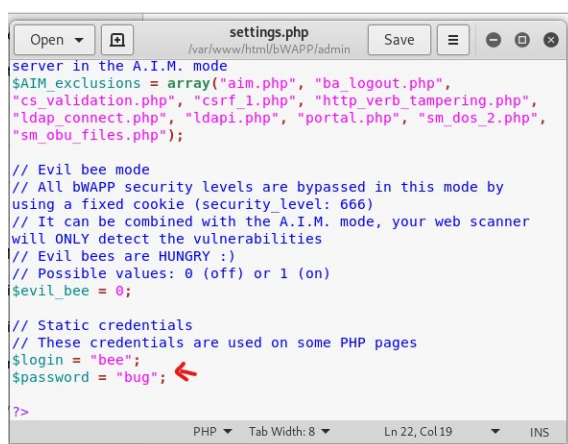 Open
settings.php
/var/www/html/bWAPP/admin
Save
server in the A.I.M. mode
$AIM_exclusions = array("aim.php", "ba_logout.php",
"cs_validation.php", "csrf_1.php", "http_verb_tampering.php",
"ldap_connect.php", "ldapi.php", "portal.php", "sm_dos_2.php",
"sm_obu_files.php");
// Evil bee mode
// All bWAPP security levels are bypassed in this mode by
using a fixed cookie (security_level: 666)
// It can be combined with the A.I.M. mode, your web scanner
will ONLY detect the vulnerabilities
// Evil bees are HUNGRY :)
// Possible values: 0 (off) or 1 (on)
$evil_bee = 0;
// Static credentials
// These credentials are used on some PHP pages
$login = "bee";
$password = "bug";
?>
PHP Tab Width: 8 Ln 22, Col 19 INS